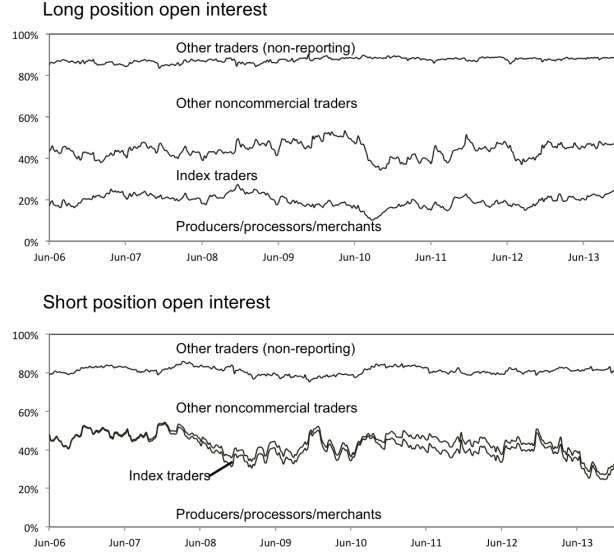 Long position open interest
100%
Other traders (non-reporting)
80%
Other noncommercial traders
60%
40%
Index traders
20%
Producers/processors/merchants
0%
Jun-06 Jun-07 Jun-08 Jun-09 Jun-10 Jun-11 Jun-12 Jun-13
Short position open interest
100%
Other traders (non-reporting)
80%
Other noncommercial traders
60%
40%
Index traders
20%
Producers/processors/merchants
0%
Jun-06 Jun-07 Jun-08 Jun-09 Jun-10 Jun-11 Jun-12 Jun-13